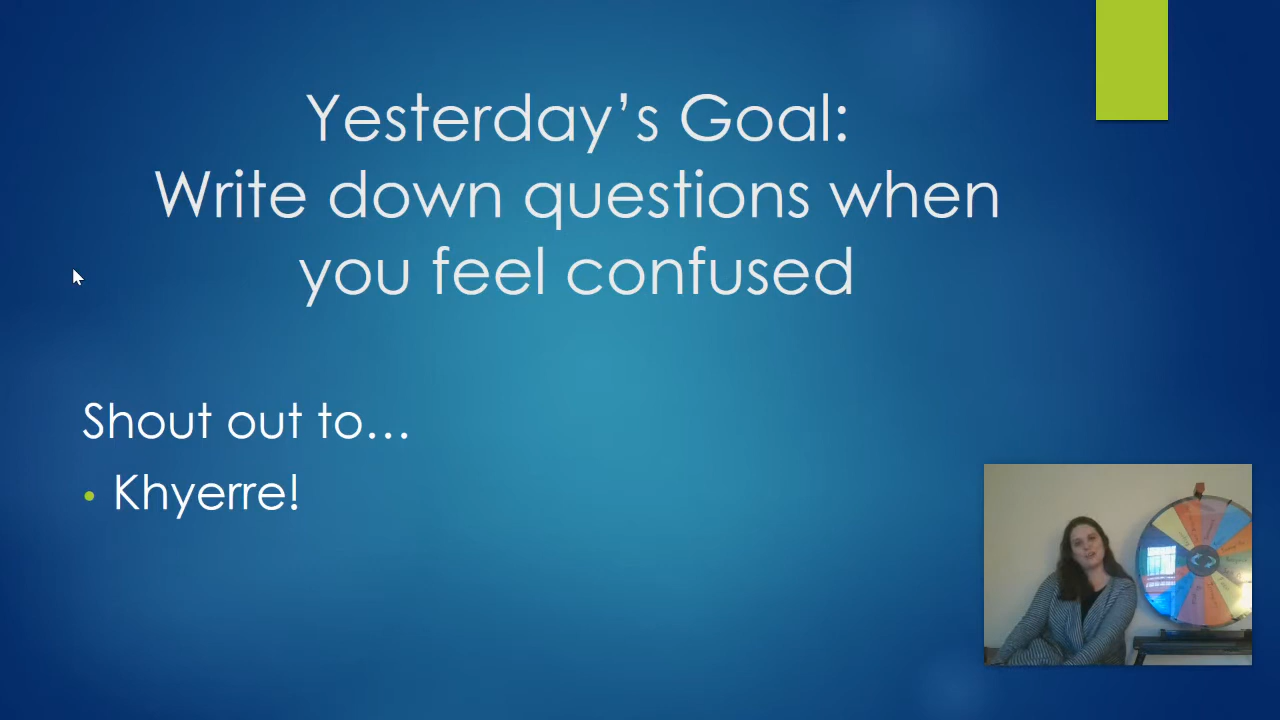 Yesterday’s Goal:
Write down questions when
you feel confused
Shout out to…
• Khyerre!